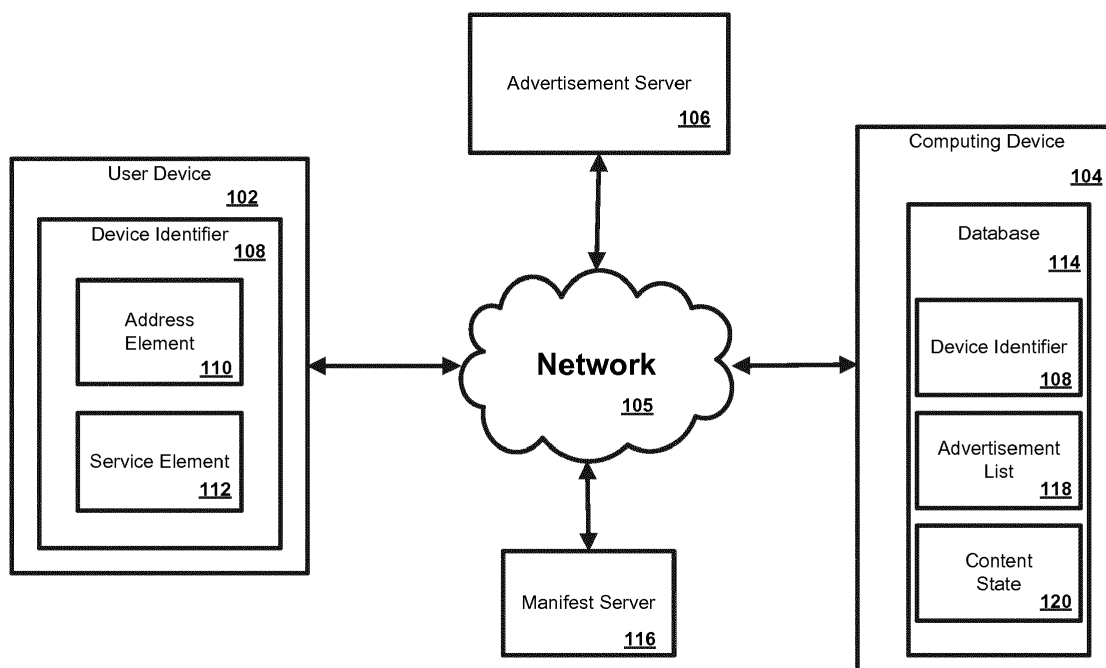 Advertisement Server
106
User Device
102
Device Identifier
108
Address
Element
110
Service Element
112
Network
105
Manifest Server
116
Computing Device
104
Database
114
Device Identifier
108
Advertisement
List
118
Content
State
120